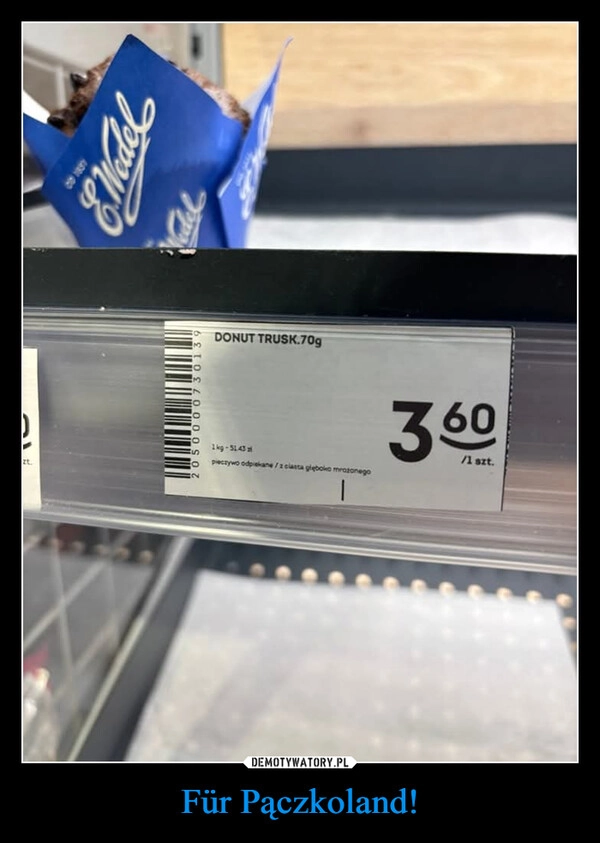 E.Wedel
DONUT TRUSK.70g
2050000730139
1 kg - 51.43 zł
pieczywo odpiekane / z ciasta głęboko mrożonego
3 60
/1 szt.
zt.
DEMOTYWATORY.PL
Für Pączkoland!